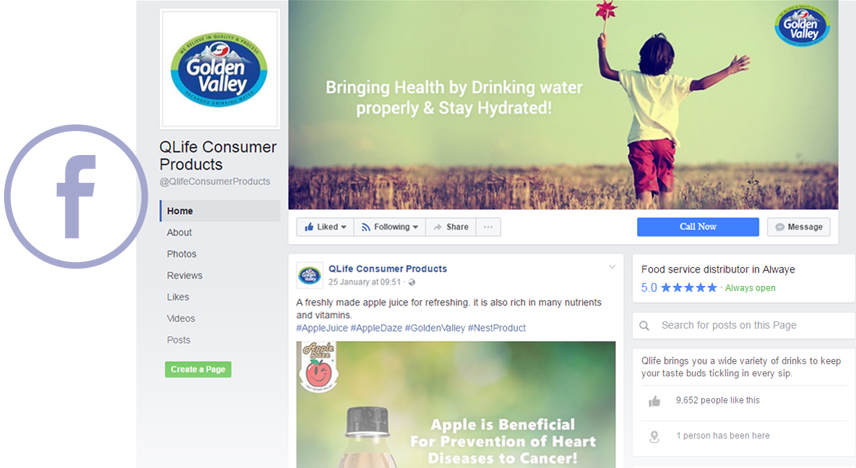 WE BELIEVE IN QUALITY & PROCESS
Golden
Valley
PACKAGED DRINKING WATER
QLife Consumer
Products
@QlifeConsumerProducts
Home
About
Photos
Reviews
Likes
Videos
Posts
Create a Page
Golden
Valley
Bringing Health by Drinking water
properly & Stay Hydrated!
Liked
Following
Share
Call Now
Message
QLife Consumer Products
25 January at 09:51 ·
A freshly made apple juice for refreshing. it is also rich in many nutrients
and vitamins.
#AppleJuice #AppleDaze #GoldenValley #NestProduct
Apple
Daze
Apple is Beneficial
For Prevention of Heart
Diseases to Cancer!
Food service distributor in Alwaye
5.0 ★★★★★ · Always open
Search for posts on this Page
Qlife brings you a wide variety of drinks to keep
your taste buds tickling in every sip.
9,652 people like this
1 person has been here